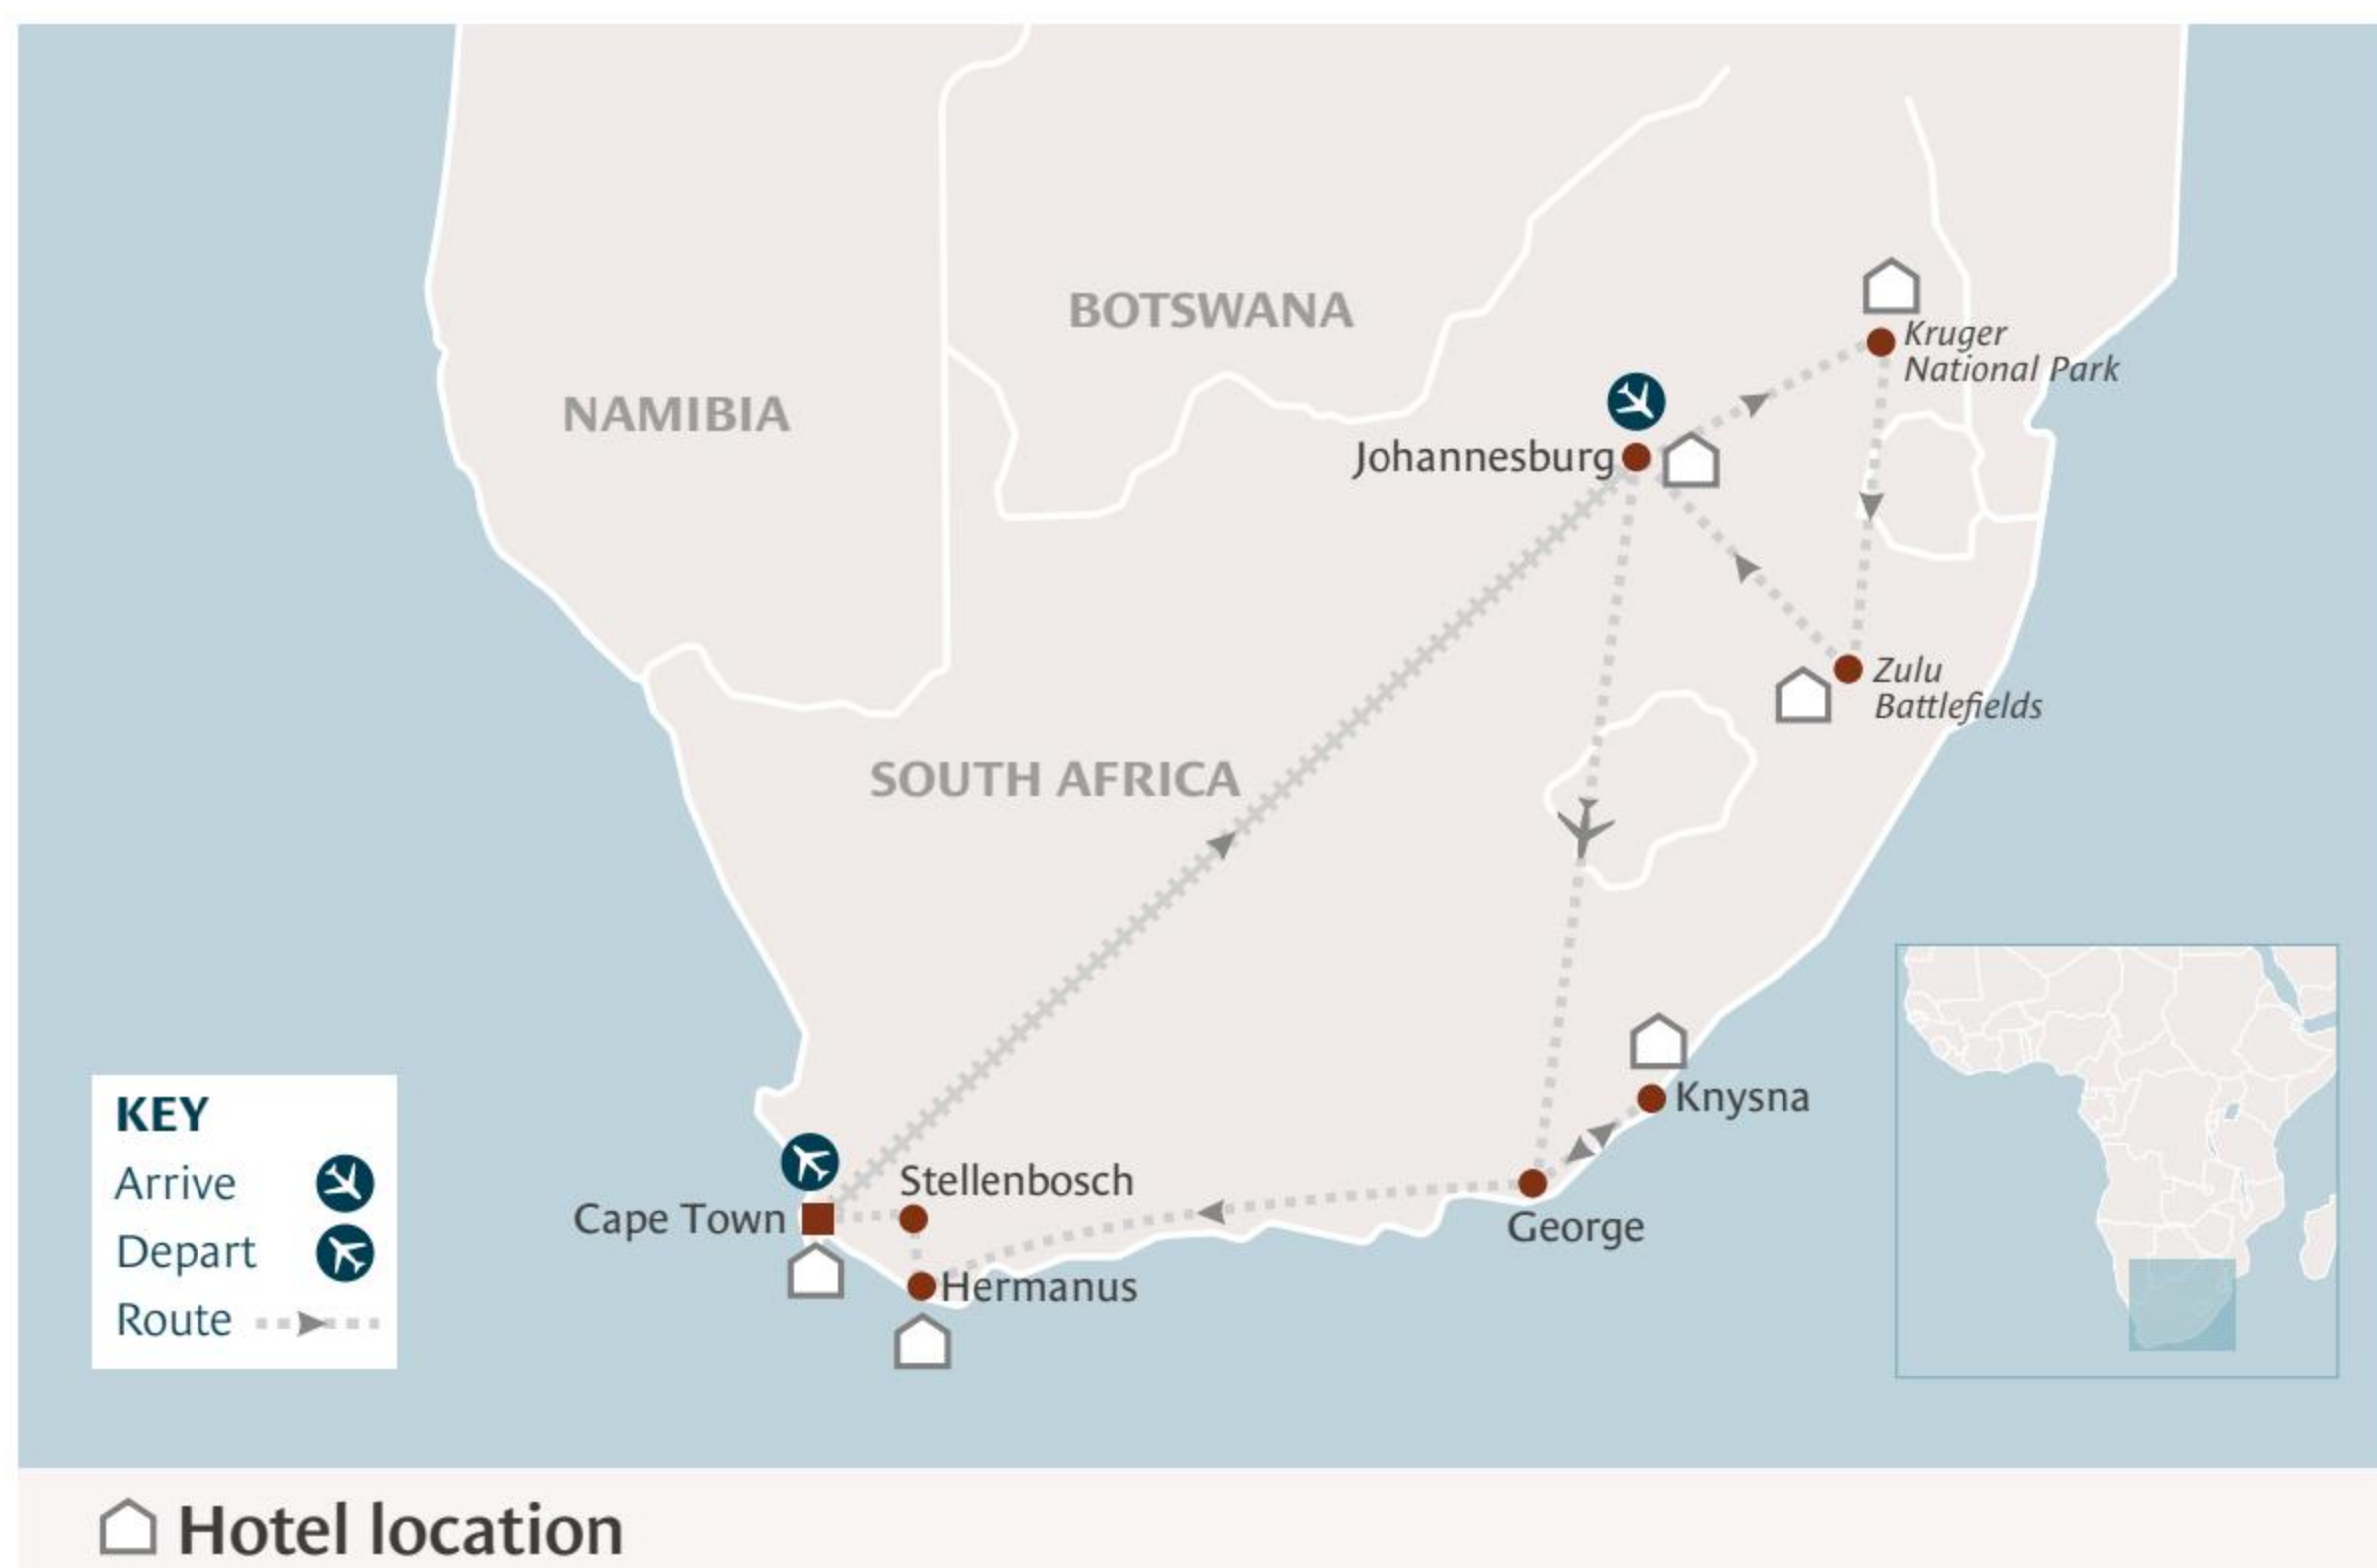 BOTSWANA
NAMIBIA
Kruger
National Park
Johannesburg
Zulu
Battlefields
SOUTH AFRICA
Knysna
Stellenbosch
Cape Town
George
Hermanus
KEY
Arrive
Depart
Route
Hotel location